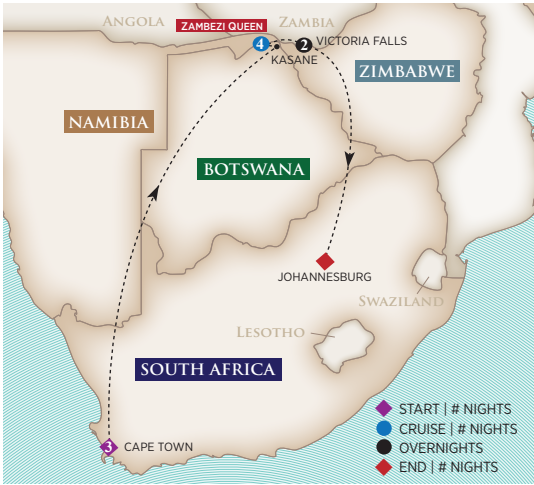 ANGOLA
ZAMBIA
ZAMBEZI QUEEN
4
2
VICTORIA FALLS
KASANE
ZIMBABWE
NAMIBIA
BOTSWANA
JOHANNESBURG
SWAZILAND
LESOTHO
SOUTH AFRICA
3
CAPE TOWN
START | # NIGHTS
CRUISE | # NIGHTS
OVERNIGHTS
END | # NIGHTS